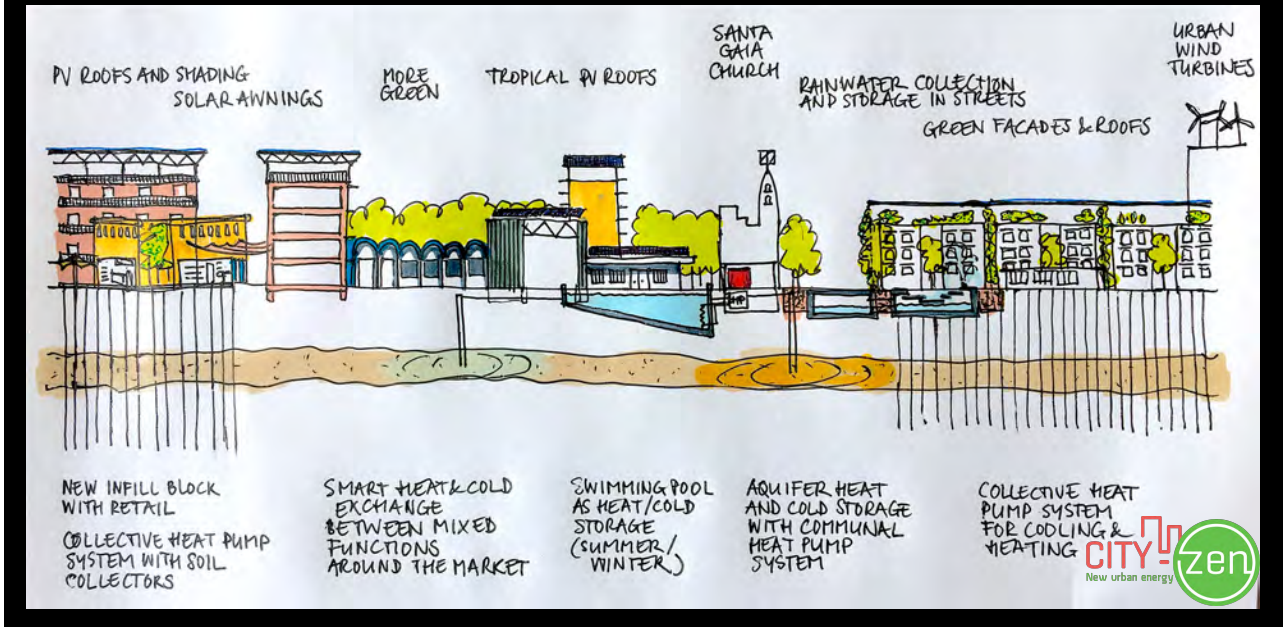 PV ROOFS AND SHADING
SOLAR AWNINGS
MORE
GREEN
TROPICAL PV ROOFS
SANTA
GAIA
CHURCH
RAINWATER COLLECTION
AND STORAGE IN STREETS
GREEN FACADES & ROOFS
URBAN
WIND
TURBINES
HP
NEW INFILL BLOCK
WITH RETAIL
COLLECTIVE HEAT PUMP
SYSTEM WITH SOIL
COLLECTORS
SMART HEAT & COLD
EXCHANGE
BETWEEN MIXED
FUNCTIONS
AROUND THE MARKET
SWIMMING POOL
AS HEAT/COLD
STORAGE
(SUMMER/
WINTER)
AQUIFER HEAT
AND COLD STORAGE
WITH COMMUNAL
HEAT PUMP
SYSTEM
COLLECTIVE HEAT
PUMP SYSTEM
FOR COOLING &
HEATING
CITY-zen
New urban energy